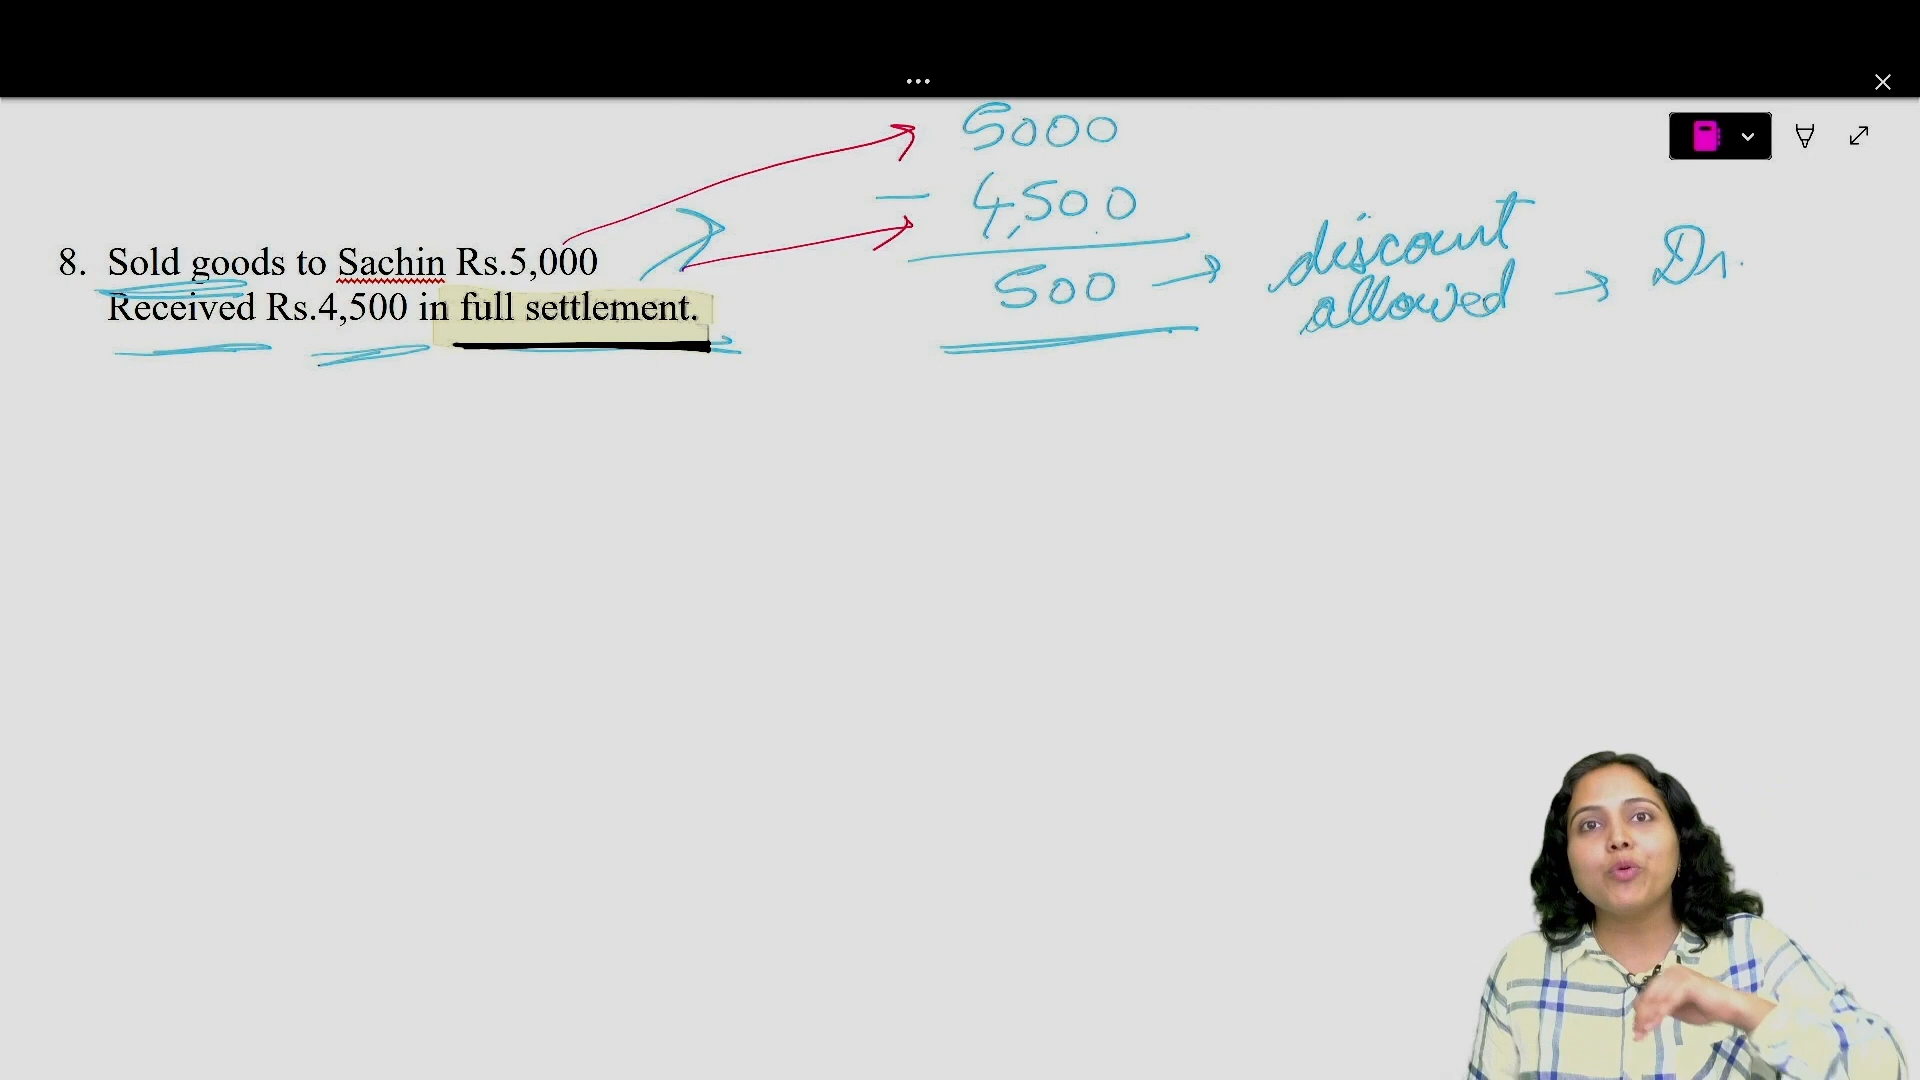 5000
- 4,500
500 → discount allowed → Dr.
8. Sold goods to Sachin Rs.5,000
Received Rs.4,500 in full settlement.